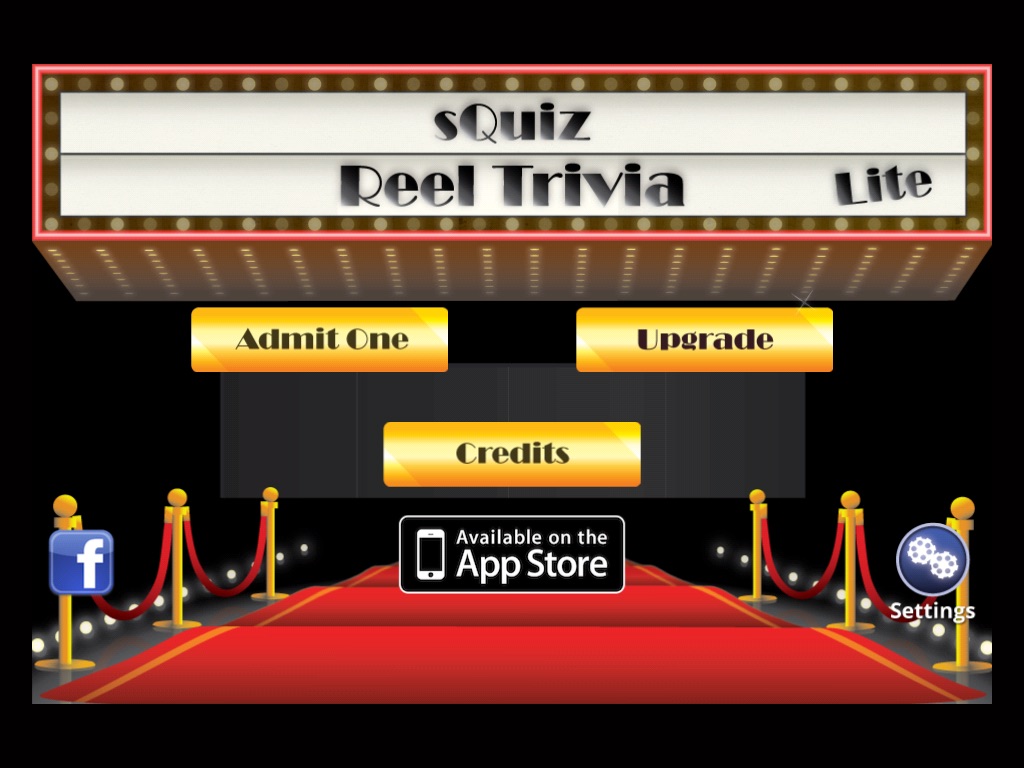 sQuiz
Reel Trivia
Lite
Admit One
Upgrade
Credits
f
Available on the
App Store
Settings